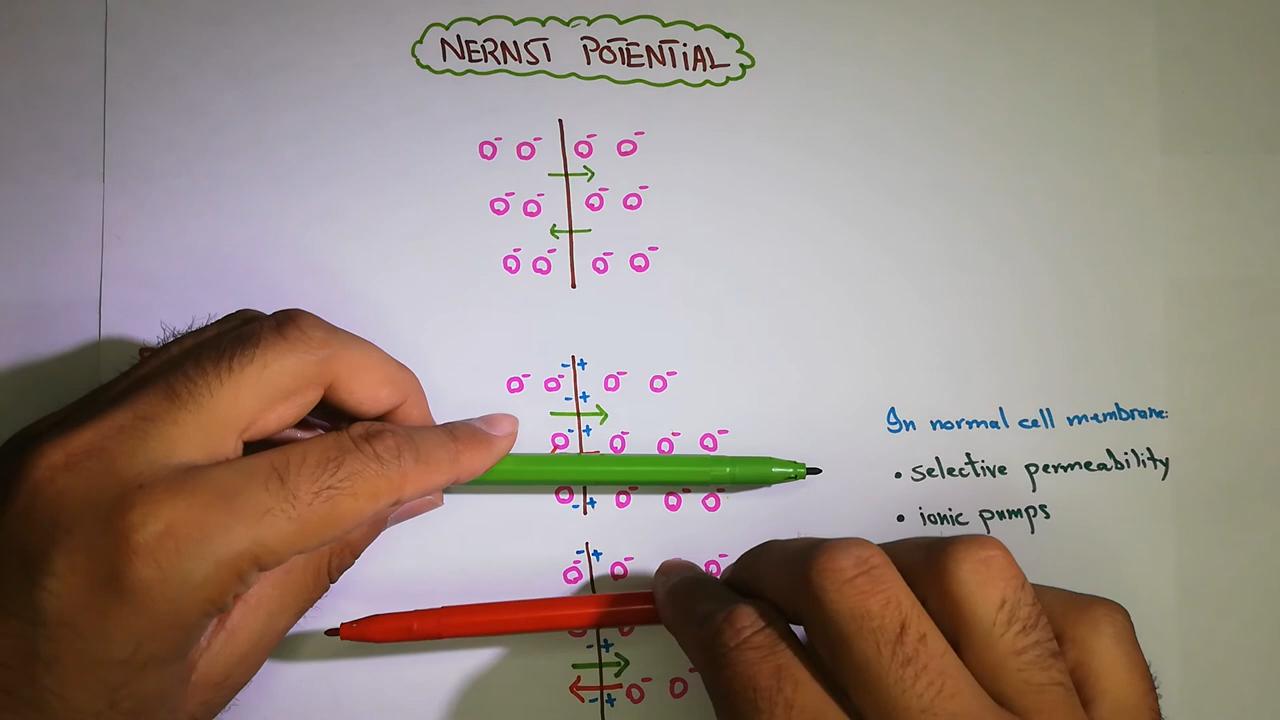 NERNST POTENTIAL
O⁻ O⁻ O⁻ O⁻
O⁻ O⁻ O⁻ O⁻
O⁻ O⁻ O⁻ O⁻
- +
O⁻ O⁻ O⁻ O⁻
- +
In normal cell membrane:
- +
O⁻ O⁻ O⁻ O⁻
• selective permeability
O⁻ - + O⁻ O⁻ O⁻
• ionic pumps
- +
O⁻ O⁻ O⁻
- +
O⁻ O⁻
- +